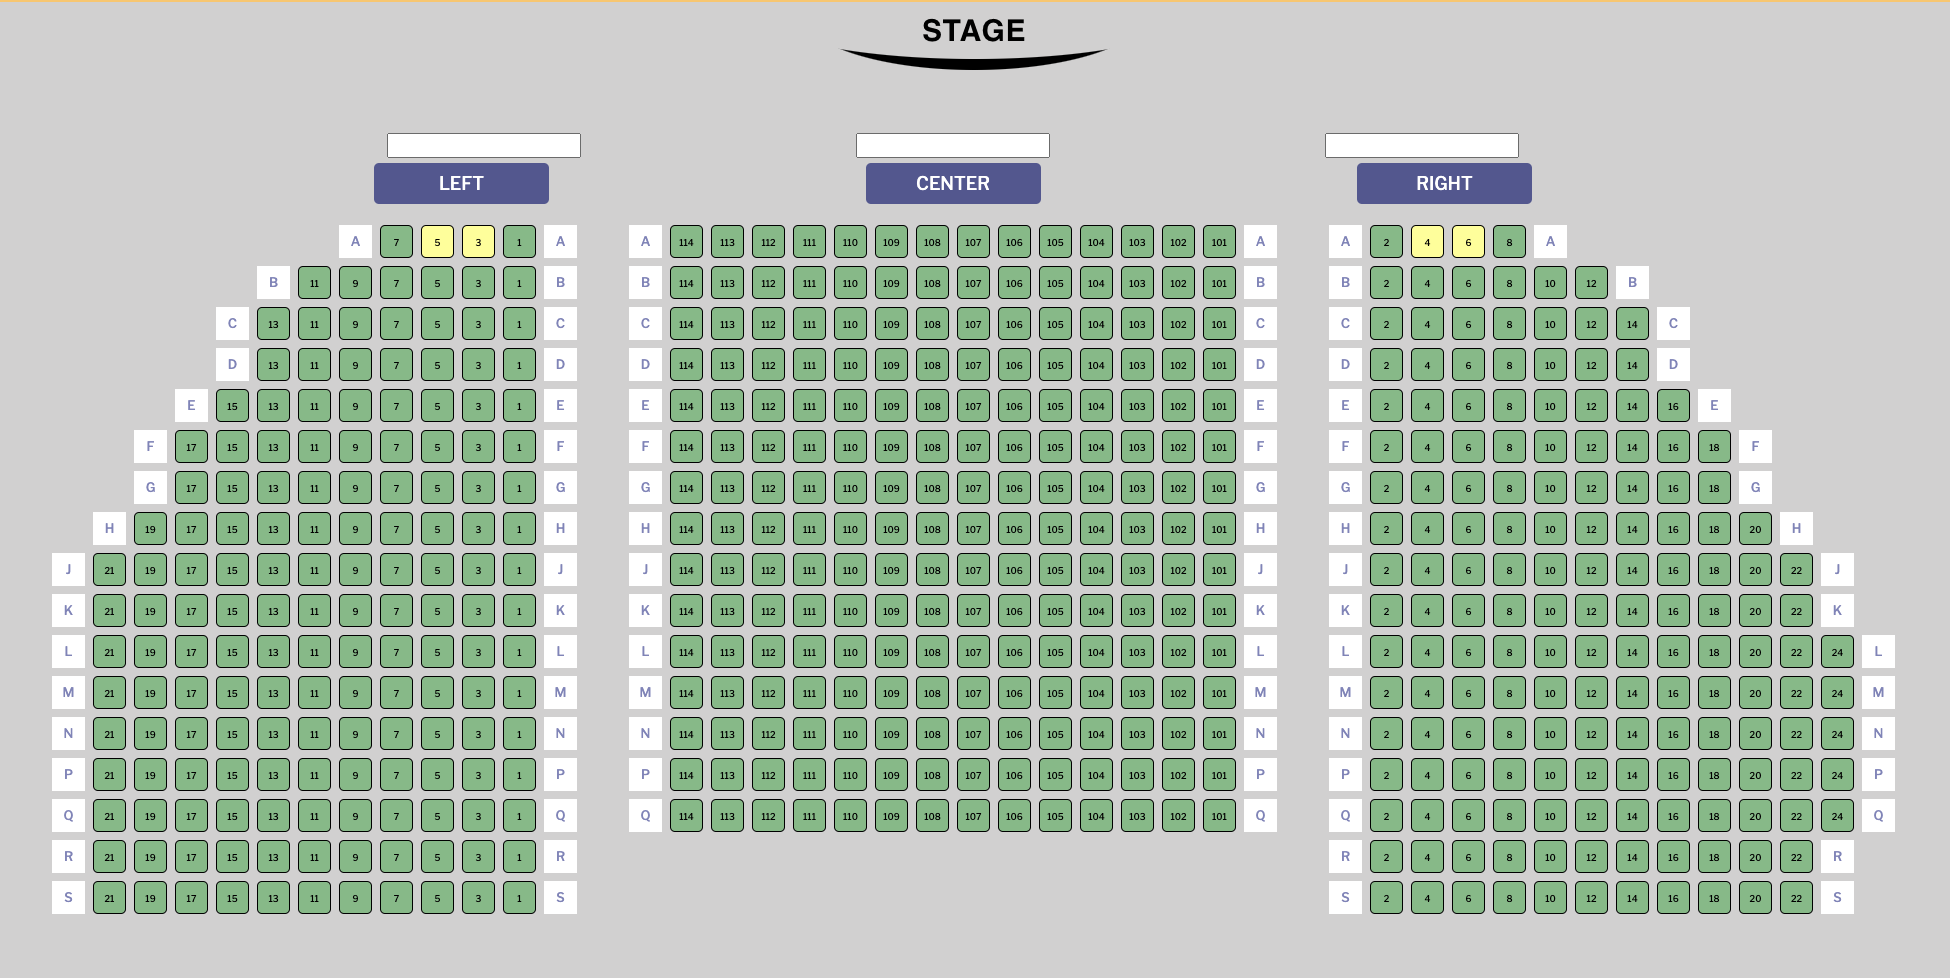 STAGE
LEFT CENTER RIGHT
A 7 5 3 1 A A 114 113 112 111 110 109 108 107 106 105 104 103 102 101 A A 2 4 6 8 A
B 11 9 7 5 3 1 B B 114 113 112 111 110 109 108 107 106 105 104 103 102 101 B B 2 4 6 8 10 12 B
C 13 11 9 7 5 3 1 C C 114 113 112 111 110 109 108 107 106 105 104 103 102 101 C C 2 4 6 8 10 12 14 C
D 13 11 9 7 5 3 1 D D 114 113 112 111 110 109 108 107 106 105 104 103 102 101 D D 2 4 6 8 10 12 14 D
E 15 13 11 9 7 5 3 1 E E 114 113 112 111 110 109 108 107 106 105 104 103 102 101 E E 2 4 6 8 10 12 14 16 E
F 17 15 13 11 9 7 5 3 1 F F 114 113 112 111 110 109 108 107 106 105 104 103 102 101 F F 2 4 6 8 10 12 14 16 18 F
G 17 15 13 11 9 7 5 3 1 G G 114 113 112 111 110 109 108 107 106 105 104 103 102 101 G G 2 4 6 8 10 12 14 16 18 G
H 19 17 15 13 11 9 7 5 3 1 H H 114 113 112 111 110 109 108 107 106 105 104 103 102 101 H H 2 4 6 8 10 12 14 16 18 20 H
J 21 19 17 15 13 11 9 7 5 3 1 J J 114 113 112 111 110 109 108 107 106 105 104 103 102 101 J J 2 4 6 8 10 12 14 16 18 20 22 J
K 21 19 17 15 13 11 9 7 5 3 1 K K 114 113 112 111 110 109 108 107 106 105 104 103 102 101 K K 2 4 6 8 10 12 14 16 18 20 22 K
L 21 19 17 15 13 11 9 7 5 3 1 L L 114 113 112 111 110 109 108 107 106 105 104 103 102 101 L L 2 4 6 8 10 12 14 16 18 20 22 24 L
M 21 19 17 15 13 11 9 7 5 3 1 M M 114 113 112 111 110 109 108 107 106 105 104 103 102 101 M M 2 4 6 8 10 12 14 16 18 20 22 24 M
N 21 19 17 15 13 11 9 7 5 3 1 N N 114 113 112 111 110 109 108 107 106 105 104 103 102 101 N N 2 4 6 8 10 12 14 16 18 20 22 24 N
P 21 19 17 15 13 11 9 7 5 3 1 P P 114 113 112 111 110 109 108 107 106 105 104 103 102 101 P P 2 4 6 8 10 12 14 16 18 20 22 24 P
Q 21 19 17 15 13 11 9 7 5 3 1 Q Q 114 113 112 111 110 109 108 107 106 105 104 103 102 101 Q Q 2 4 6 8 10 12 14 16 18 20 22 24 Q
R 21 19 17 15 13 11 9 7 5 3 1 R R 2 4 6 8 10 12 14 16 18 20 22 R
S 21 19 17 15 13 11 9 7 5 3 1 S S 2 4 6 8 10 12 14 16 18 20 22 S